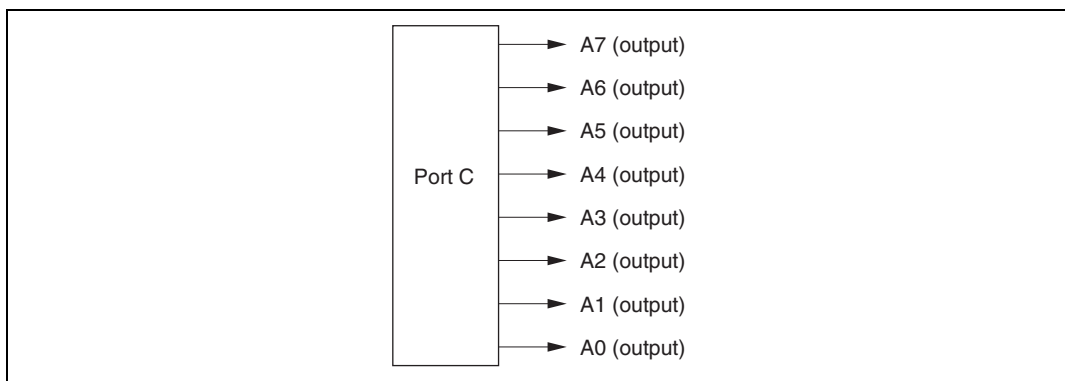 A7 (output)
A6 (output)
A5 (output)
A4 (output)
Port C
A3 (output)
A2 (output)
A1 (output)
A0 (output)